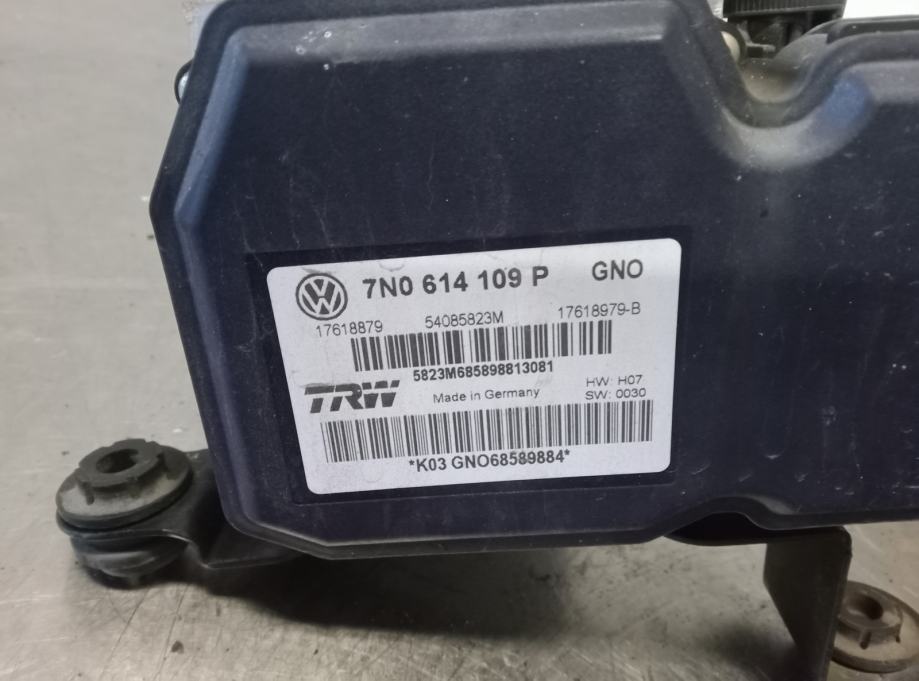 7N0 614 109 P GNO
17618879 54085823M 17618979-B
5823M685898813081
TRW Made in Germany HW: H07
SW: 0030
*K03 GNO68589884*